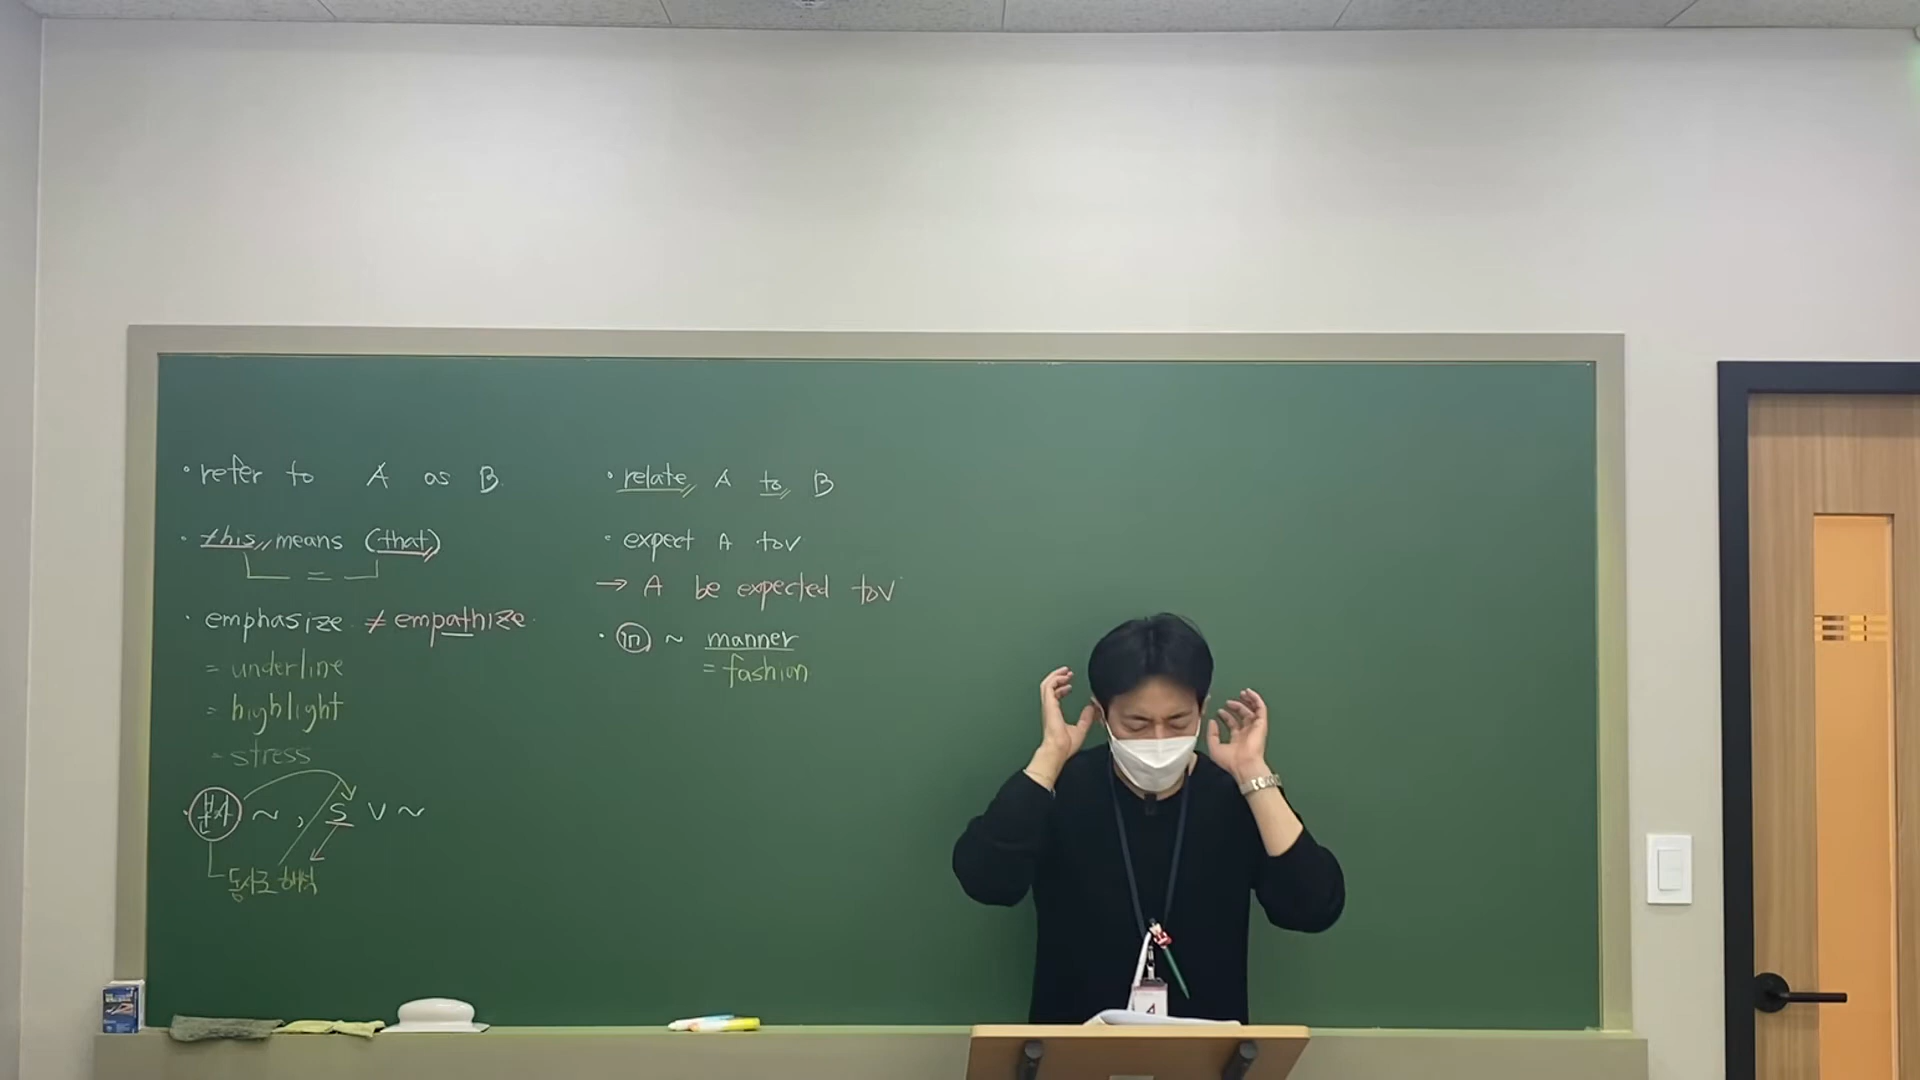 · refer to A as B
· this means (that)
=
· emphasize ≠ empathize
= underline
= highlight
= stress
· 분사 ~ , S V ~
동사로 해석
· relate A to B
· expect A to V
→ A be expected to V
· in ~ manner
= fashion